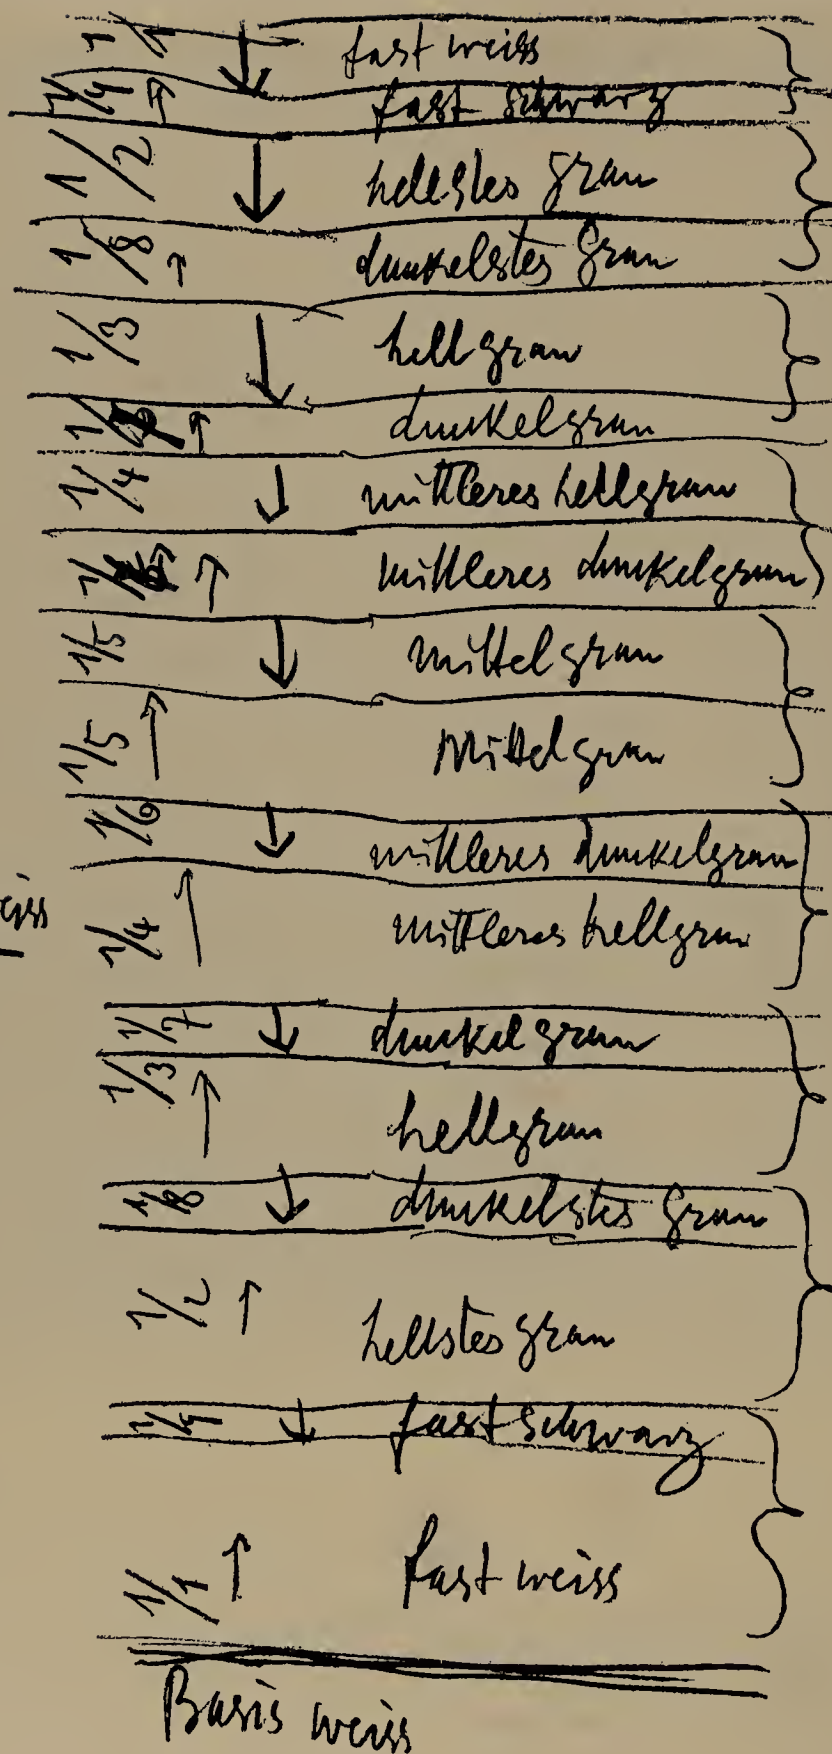 1/1 fast weiss
1/9 fast schwarz
1/2 hellstes grau
1/8 dunkelstes Grau
1/3 hellgrau
1/ dunkelgrau
1/4 mittleres hellgrau
1/ mittleres dunkelgrau
1/5 mittelgrau
1/5 Mittelgrau
1/6 mittleres dunkelgrau
1/4 mittleres hellgrau
1/7 dunkelgrau
1/3 hellgrau
1/8 dunkelstes Grau
1/2 hellstes grau
1/9 fast schwarz
1/1 fast weiss
Basis weiss